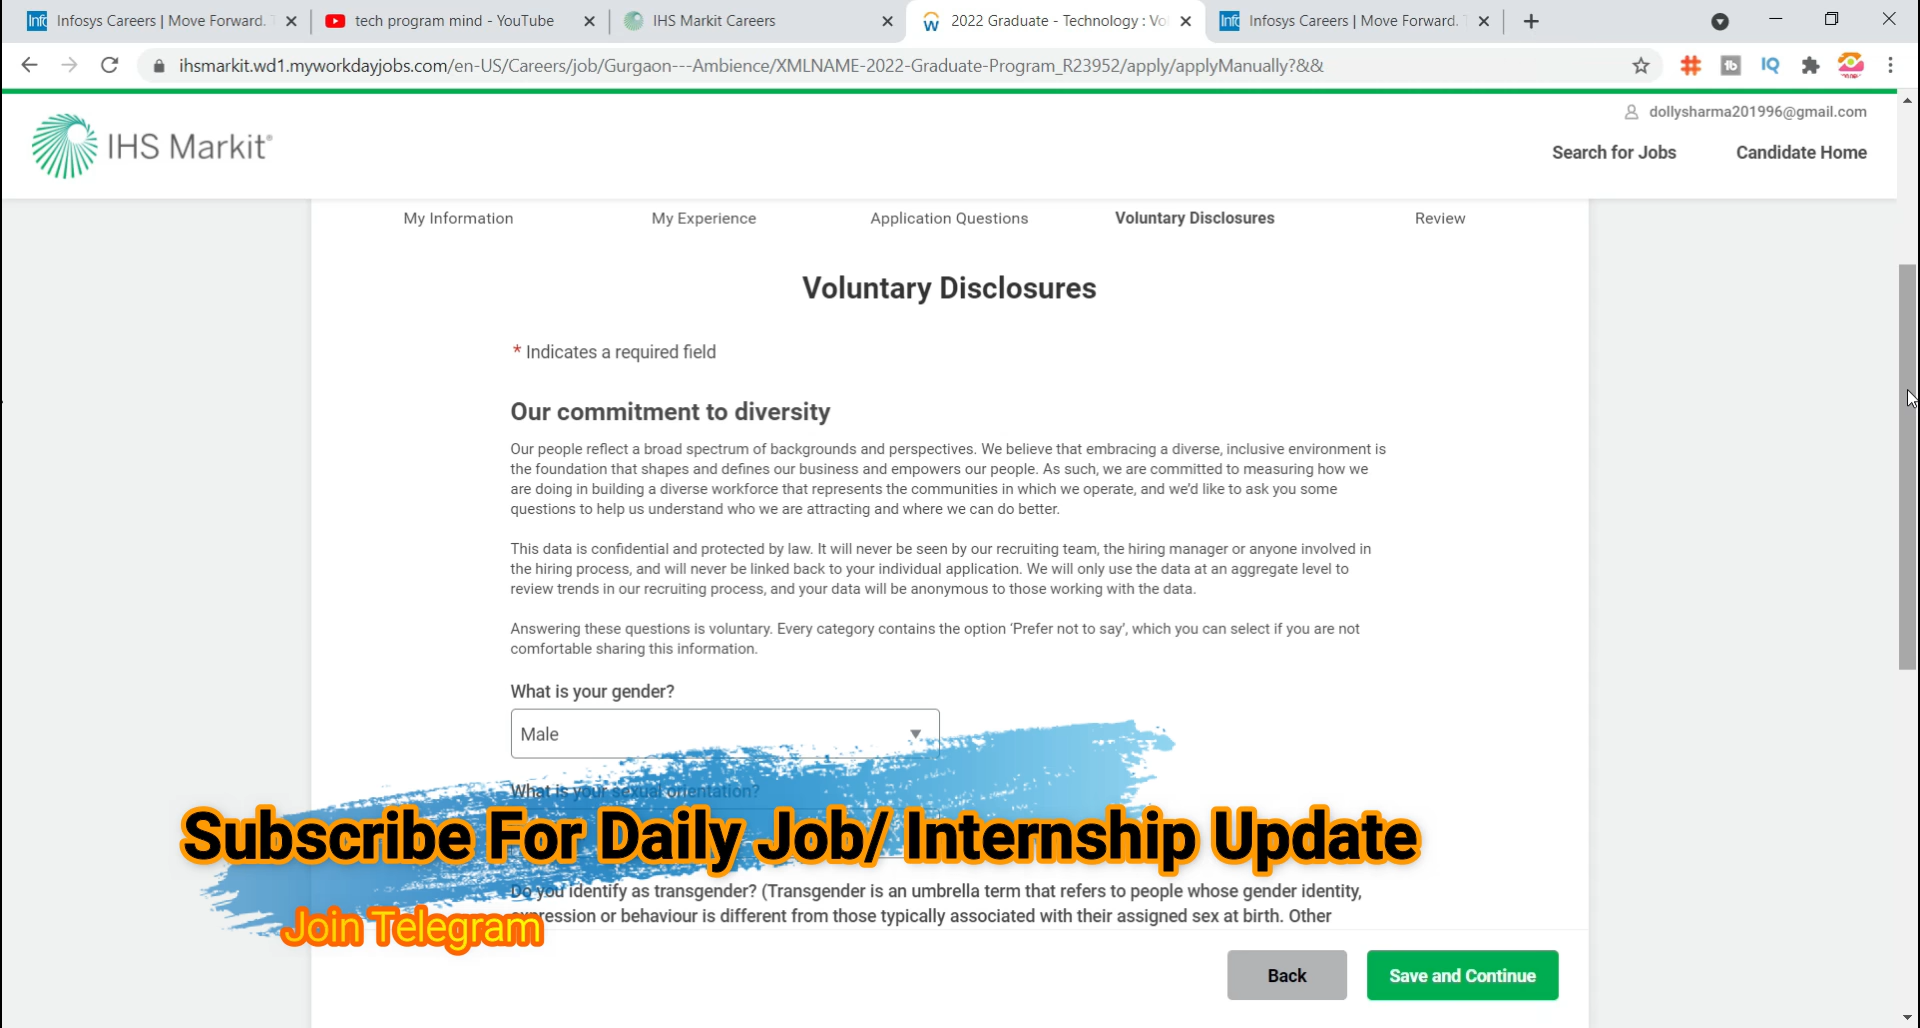 Infosys Careers | Move Forward.
tech program mind - YouTube
IHS Markit Careers
2022 Graduate - Technology : Vo
Infosys Careers | Move Forward.
ihsmarkit.wd1.myworkdayjobs.com/en-US/Careers/job/Gurgaon---Ambience/XMLNAME-2022-Graduate-Program_R23952/apply/applyManually?&&
IQ
dollysharma201996@gmail.com
IHS Markit®
Search for Jobs
Candidate Home
My Information
My Experience
Application Questions
Voluntary Disclosures
Review
Voluntary Disclosures
* Indicates a required field
Our commitment to diversity
Our people reflect a broad spectrum of backgrounds and perspectives. We believe that embracing a diverse, inclusive environment is
the foundation that shapes and defines our business and empowers our people. As such, we are committed to measuring how we
are doing in building a diverse workforce that represents the communities in which we operate, and we'd like to ask you some
questions to help us understand who we are attracting and where we can do better.
This data is confidential and protected by law. It will never be seen by our recruiting team, the hiring manager or anyone involved in
the hiring process, and will never be linked back to your individual application. We will only use the data at an aggregate level to
review trends in our recruiting process, and your data will be anonymous to those working with the data.
Answering these questions is voluntary. Every category contains the option 'Prefer not to say', which you can select if you are not
comfortable sharing this information.
What is your gender?
Male
What is your sexual orientation?
Subscribe For Daily Job/ Internship Update
Do you identify as transgender? (Transgender is an umbrella term that refers to people whose gender identity,
expression or behaviour is different from those typically associated with their assigned sex at birth. Other
Join Telegram
Back
Save and Continue